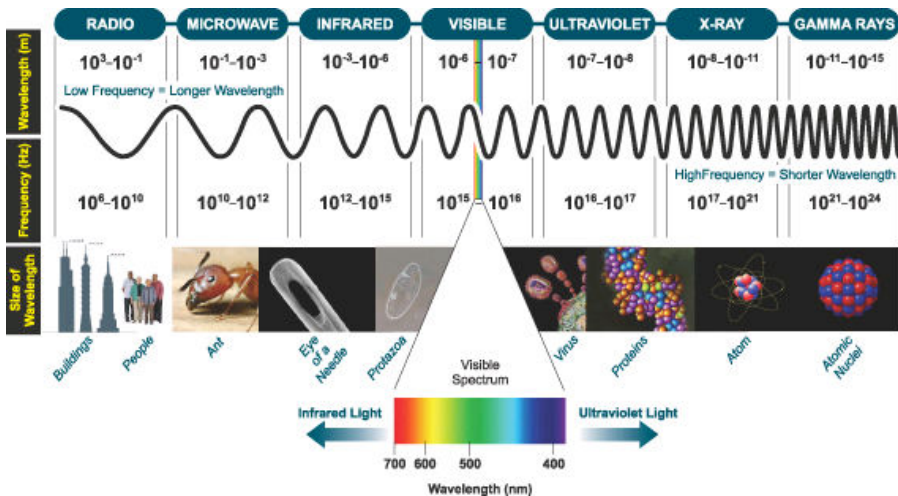 RADIO MICROWAVE INFRARED VISIBLE ULTRAVIOLET X-RAY GAMMA RAYS
Wavelength (m)
10³–10⁻¹ 10⁻¹–10⁻³ 10⁻³–10⁻⁶ 10⁻⁶ – 10⁻⁷ 10⁻⁷–10⁻⁸ 10⁻⁸–10⁻¹¹ 10⁻¹¹–10⁻¹⁵
Low Frequency = Longer Wavelength
Frequency (Hz)
HighFrequency = Shorter Wavelength
10⁶–10¹⁰ 10¹⁰–10¹² 10¹²–10¹⁵ 10¹⁵ 10¹⁶ 10¹⁶–10¹⁷ 10¹⁷–10²¹ 10²¹–10²⁴
Size of
Wavelength
Buildings
People
Ant
Eye
of a
Needle
Protazoa
Virus
Proteins
Atom
Atomic
Nuclei
Visible
Spectrum
Infrared Light
Ultraviolet Light
700 600 500 400
Wavelength (nm)